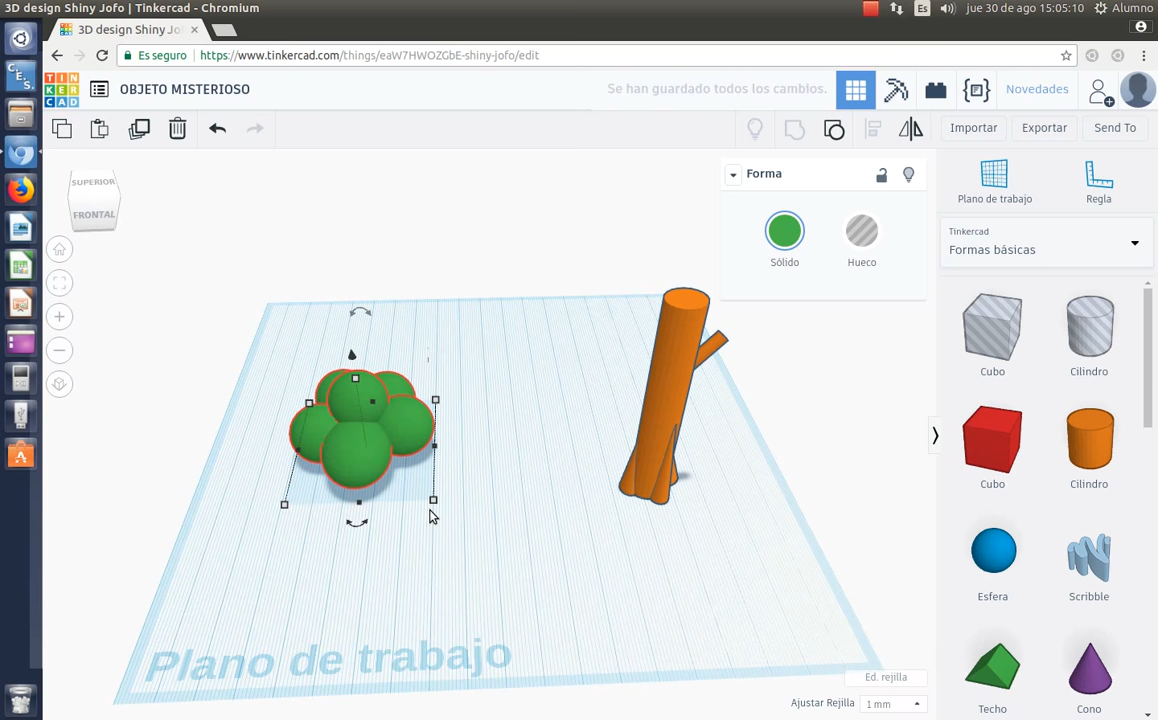 3D design Shiny Jofo | Tinkercad - Chromium
Es
jue 30 de ago 15:05:10
Alumno
3D design Shiny Jo
Es seguro
https://www.tinkercad.com/things/eaW7HWOZGbE-shiny-jofo/edit
TIN
KER
CAD
OBJETO MISTERIOSO
Se han guardado todos los cambios.
Novedades
Importar
Exportar
Send To
SUPERIOR
FRONTAL
Forma
Sólido
Hueco
Plano de trabajo
Regla
Tinkercad
Formas básicas
Cubo
Cilindro
Cubo
Cilindro
Esfera
Scribble
Techo
Cono
Plano de trabajo
Ed. rejilla
Ajustar Rejilla
1 mm